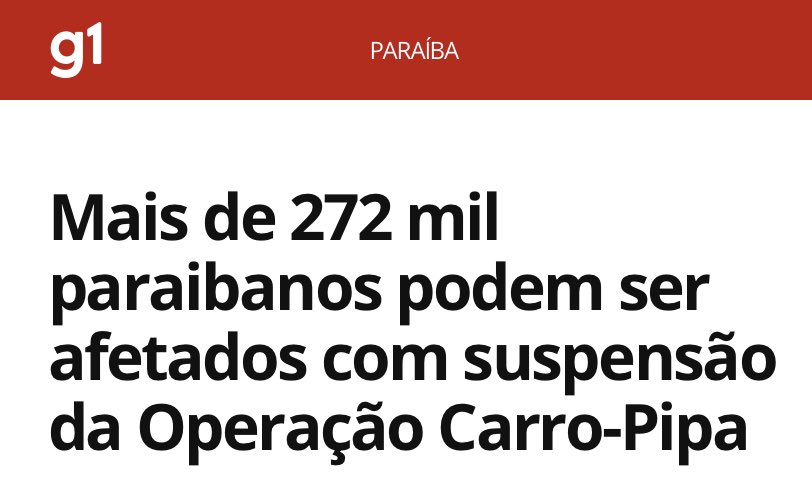 g1
PARAÍBA
Mais de 272 mil
paraibanos podem ser
afetados com suspensão
da Operação Carro-Pipa